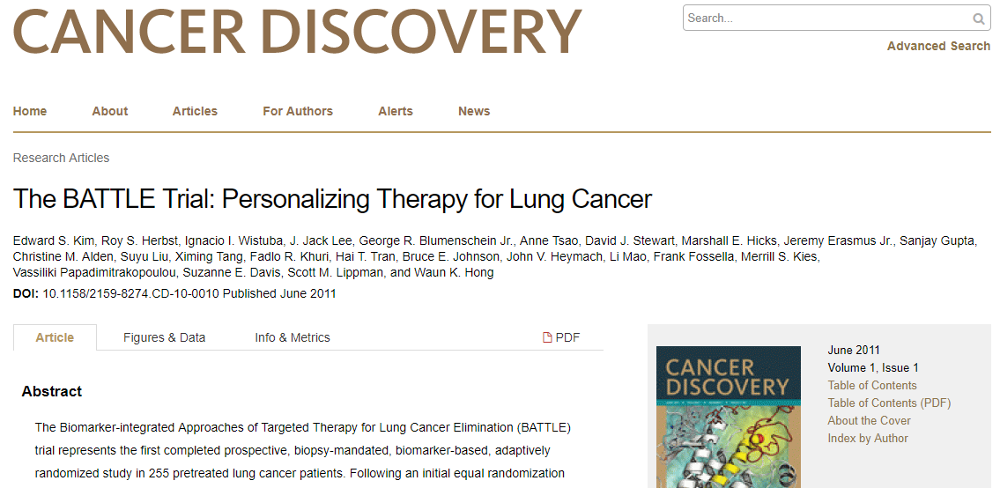 CANCER DISCOVERY
Search...
Advanced Search
Home About Articles For Authors Alerts News
Research Articles
The BATTLE Trial: Personalizing Therapy for Lung Cancer
Edward S. Kim, Roy S. Herbst, Ignacio I. Wistuba, J. Jack Lee, George R. Blumenschein Jr., Anne Tsao, David J. Stewart, Marshall E. Hicks, Jeremy Erasmus Jr., Sanjay Gupta,
Christine M. Alden, Suyu Liu, Ximing Tang, Fadlo R. Khuri, Hai T. Tran, Bruce E. Johnson, John V. Heymach, Li Mao, Frank Fossella, Merrill S. Kies,
Vassiliki Papadimitrakopoulou, Suzanne E. Davis, Scott M. Lippman, and Waun K. Hong
DOI: 10.1158/2159-8274.CD-10-0010 Published June 2011
Article Figures & Data Info & Metrics PDF
Abstract
The Biomarker-integrated Approaches of Targeted Therapy for Lung Cancer Elimination (BATTLE)
trial represents the first completed prospective, biopsy-mandated, biomarker-based, adaptively
randomized study in 255 pretreated lung cancer patients. Following an initial equal randomization
CANCER
DISCOVERY
June 2011
Volume 1, Issue 1
Table of Contents
Table of Contents (PDF)
About the Cover
Index by Author